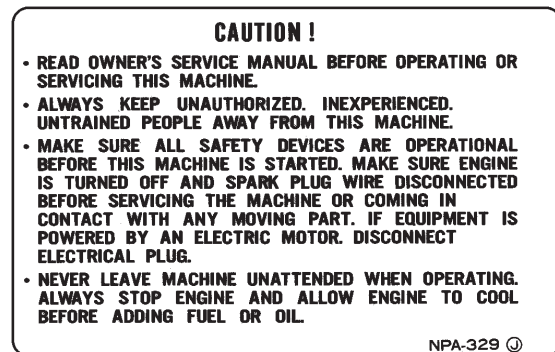 CAUTION !
• READ OWNER'S SERVICE MANUAL BEFORE OPERATING OR
SERVICING THIS MACHINE.
• ALWAYS KEEP UNAUTHORIZED. INEXPERIENCED.
UNTRAINED PEOPLE AWAY FROM THIS MACHINE.
• MAKE SURE ALL SAFETY DEVICES ARE OPERATIONAL
BEFORE THIS MACHINE IS STARTED. MAKE SURE ENGINE
IS TURNED OFF AND SPARK PLUG WIRE DISCONNECTED
BEFORE SERVICING THE MACHINE OR COMING IN
CONTACT WITH ANY MOVING PART. IF EQUIPMENT IS
POWERED BY AN ELECTRIC MOTOR. DISCONNECT
ELECTRICAL PLUG.
• NEVER LEAVE MACHINE UNATTENDED WHEN OPERATING.
ALWAYS STOP ENGINE AND ALLOW ENGINE TO COOL
BEFORE ADDING FUEL OR OIL.
NPA-329 Ⓙ